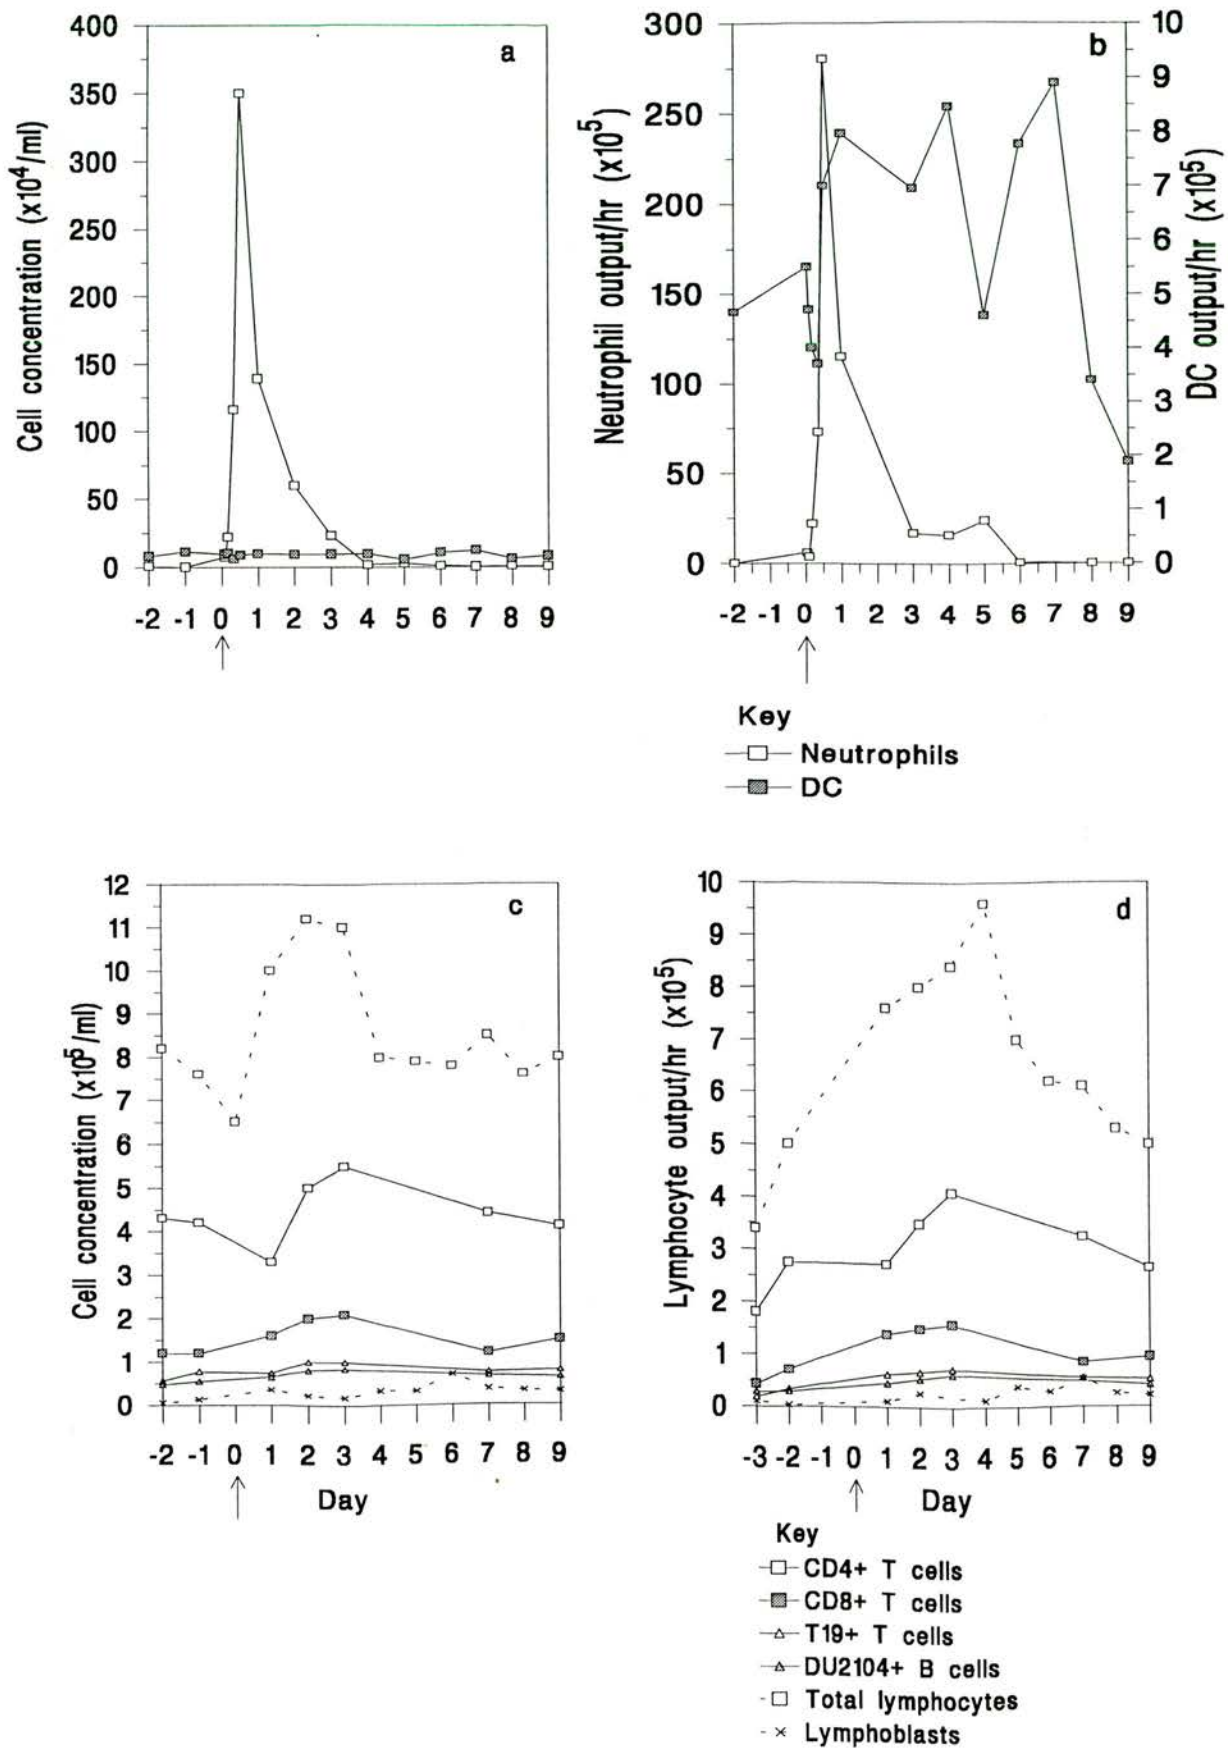 a
Cell concentration (x10⁴/ml)
400
350
300
250
200
150
100
50
0
-2 -1 0 1 2 3 4 5 6 7 8 9
b
Neutrophil output/hr (x10⁵)
300
250
200
150
100
50
0
DC output/hr (x10⁵)
10
9
8
7
6
5
4
3
2
1
0
-2 -1 0 1 2 3 4 5 6 7 8 9
Key
Neutrophils
DC
c
Cell concentration (x10⁵/ml)
12
11
10
9
8
7
6
5
4
3
2
1
0
-2 -1 0 1 2 3 4 5 6 7 8 9
Day
d
Lymphocyte output/hr (x10⁵)
10
9
8
7
6
5
4
3
2
1
0
-3 -2 -1 0 1 2 3 4 5 6 7 8 9
Day
Key
CD4+ T cells
CD8+ T cells
T19+ T cells
DU2104+ B cells
Total lymphocytes
Lymphoblasts